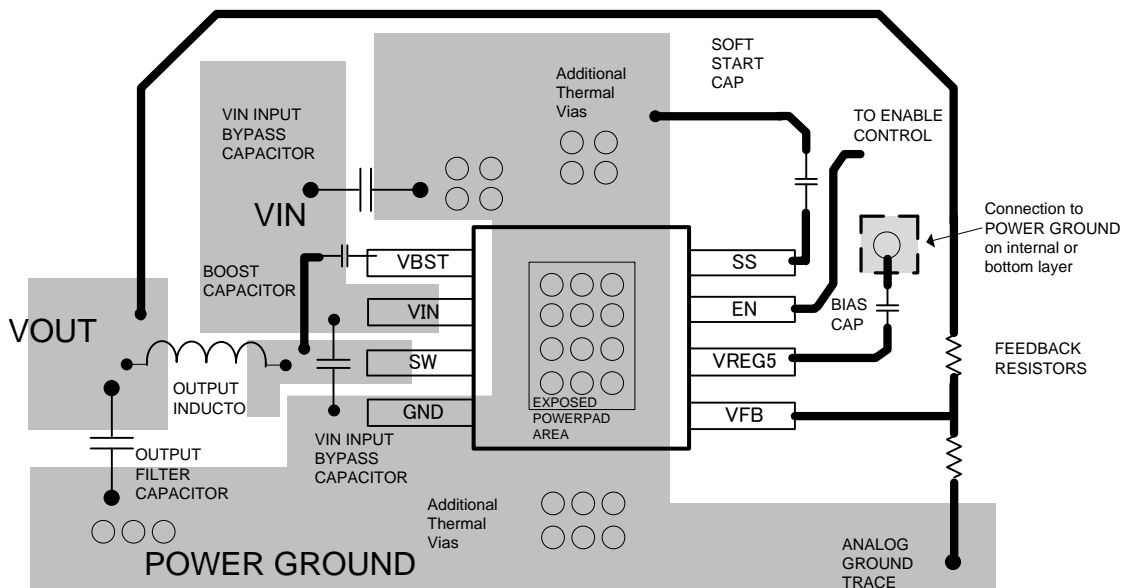 SOFT
START
CAP
Additional
Thermal
Vias
VIN INPUT
BYPASS
CAPACITOR
TO ENABLE
CONTROL
VIN
Connection to
POWER GROUND
on internal or
bottom layer
BOOST
CAPACITOR
VBST
SS
VIN
EN
BIAS
CAP
VOUT
SW
VREG5
FEEDBACK
RESISTORS
OUTPUT
INDUCTO
GND
VFB
EXPOSED
POWERPAD
AREA
VIN INPUT
BYPASS
CAPACITOR
OUTPUT
FILTER
CAPACITOR
Additional
Thermal
Vias
POWER GROUND
ANALOG
GROUND
TRACE